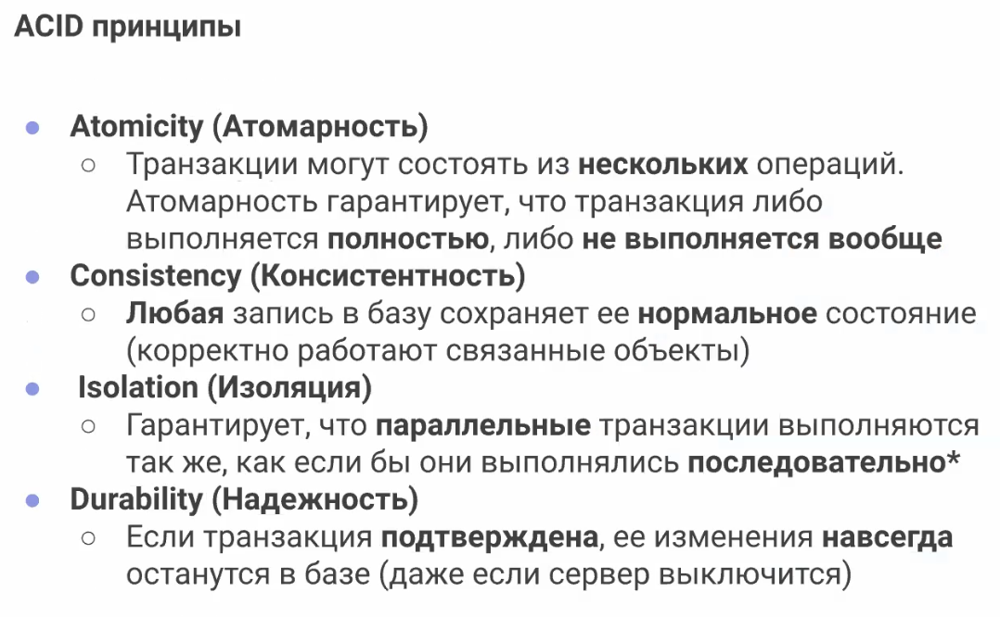 ACID принципы
● Atomicity (Атомарность)
○ Транзакции могут состоять из нескольких операций.
Атомарность гарантирует, что транзакция либо
выполняется полностью, либо не выполняется вообще
● Consistency (Консистентность)
○ Любая запись в базу сохраняет ее нормальное состояние
(корректно работают связанные объекты)
● Isolation (Изоляция)
○ Гарантирует, что параллельные транзакции выполняются
так же, как если бы они выполнялись последовательно*
● Durability (Надежность)
○ Если транзакция подтверждена, ее изменения навсегда
останутся в базе (даже если сервер выключится)